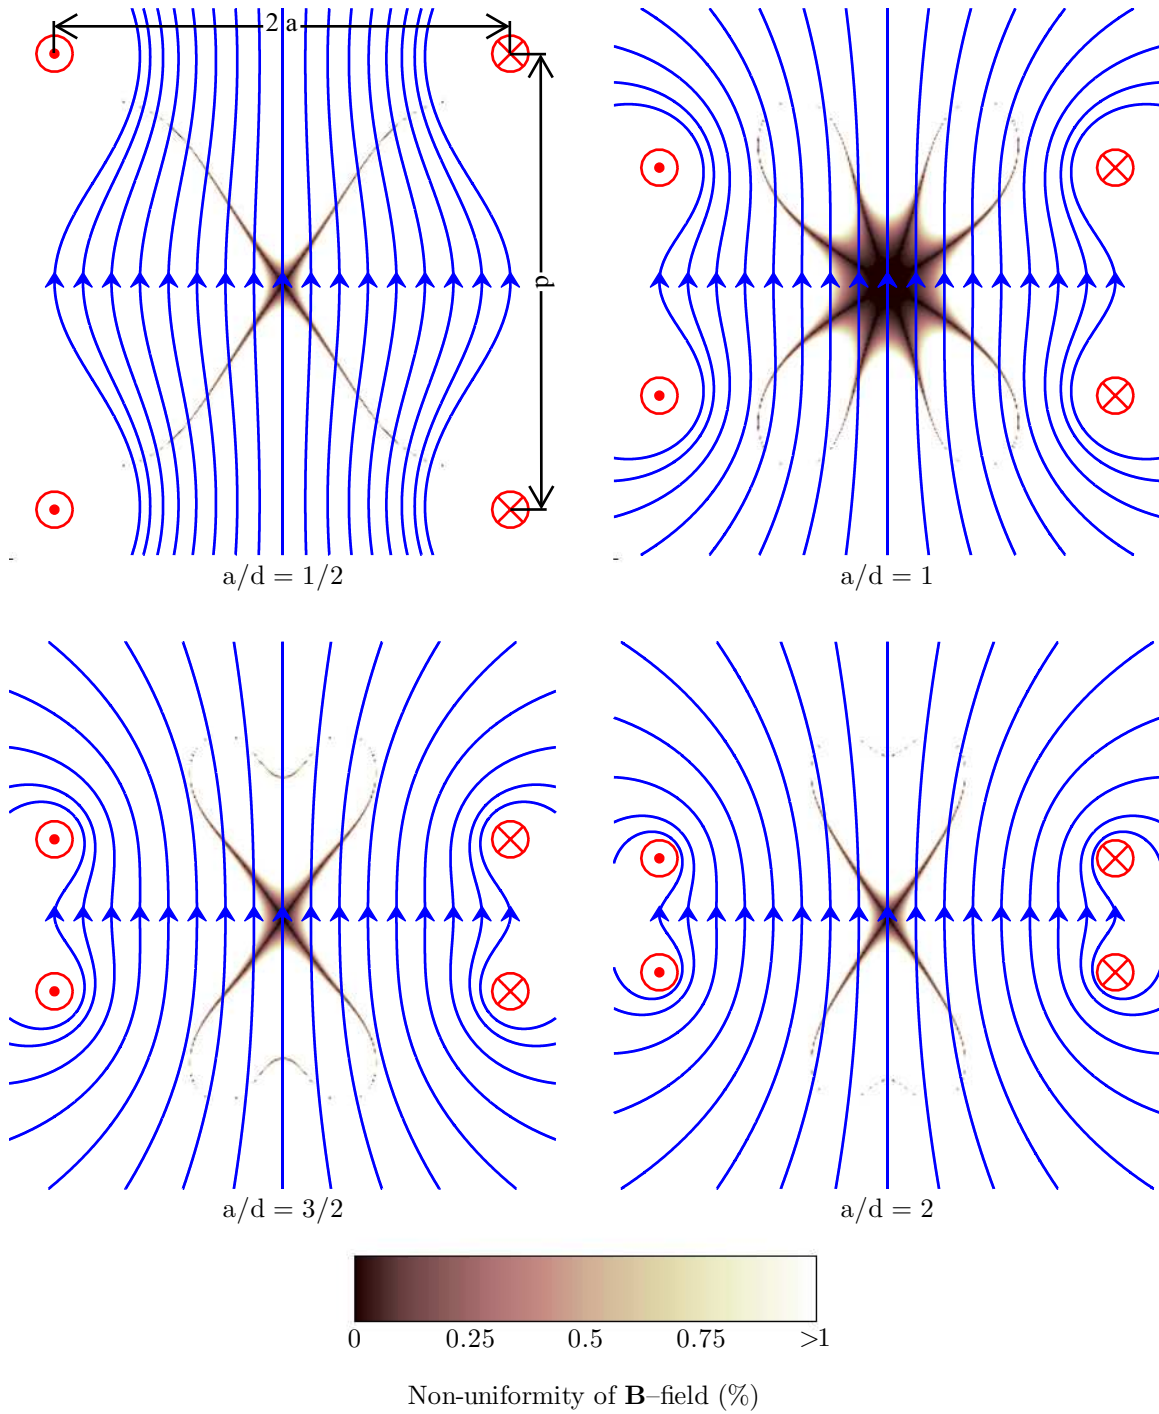 2 a
d
a/d = 1/2
a/d = 1
a/d = 3/2
a/d = 2
0 0.25 0.5 0.75 >1
Non-uniformity of B–field (%)